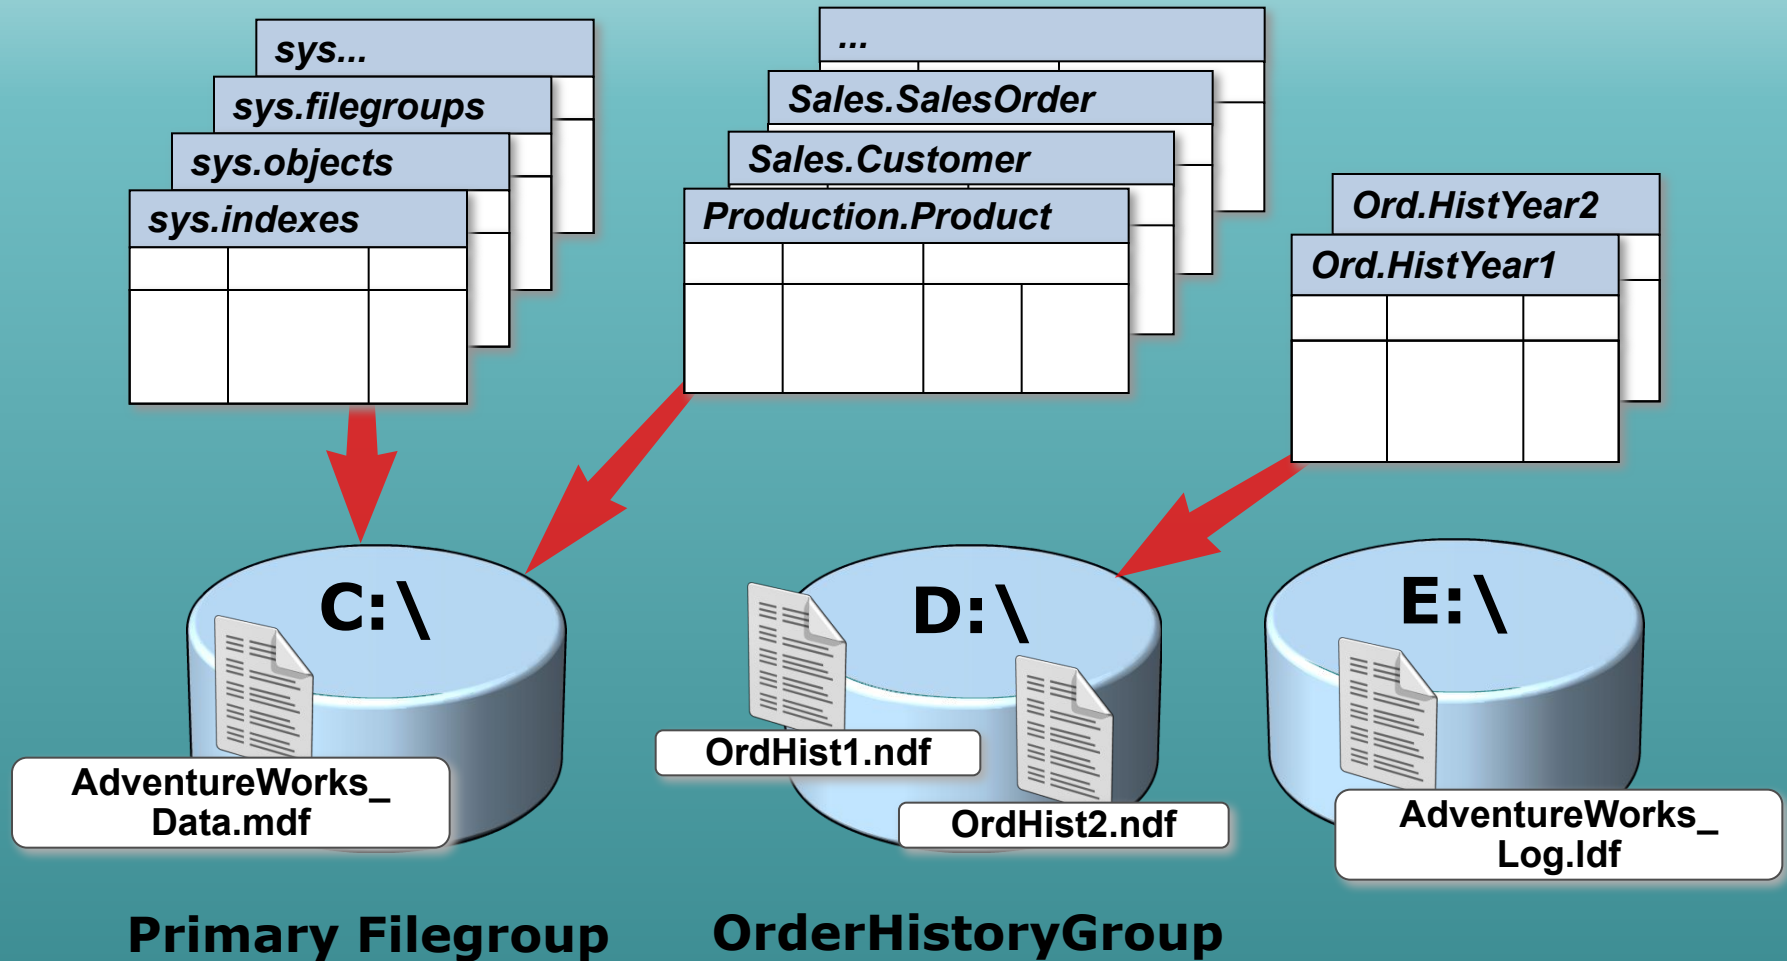 sys...
sys.filegroups
sys.objects
sys.indexes
...
Sales.SalesOrder
Sales.Customer
Production.Product
Ord.HistYear2
Ord.HistYear1
C:\
D:\
E:\
AdventureWorks_
Data.mdf
OrdHist1.ndf
OrdHist2.ndf
AdventureWorks_
Log.ldf
Primary Filegroup
OrderHistoryGroup